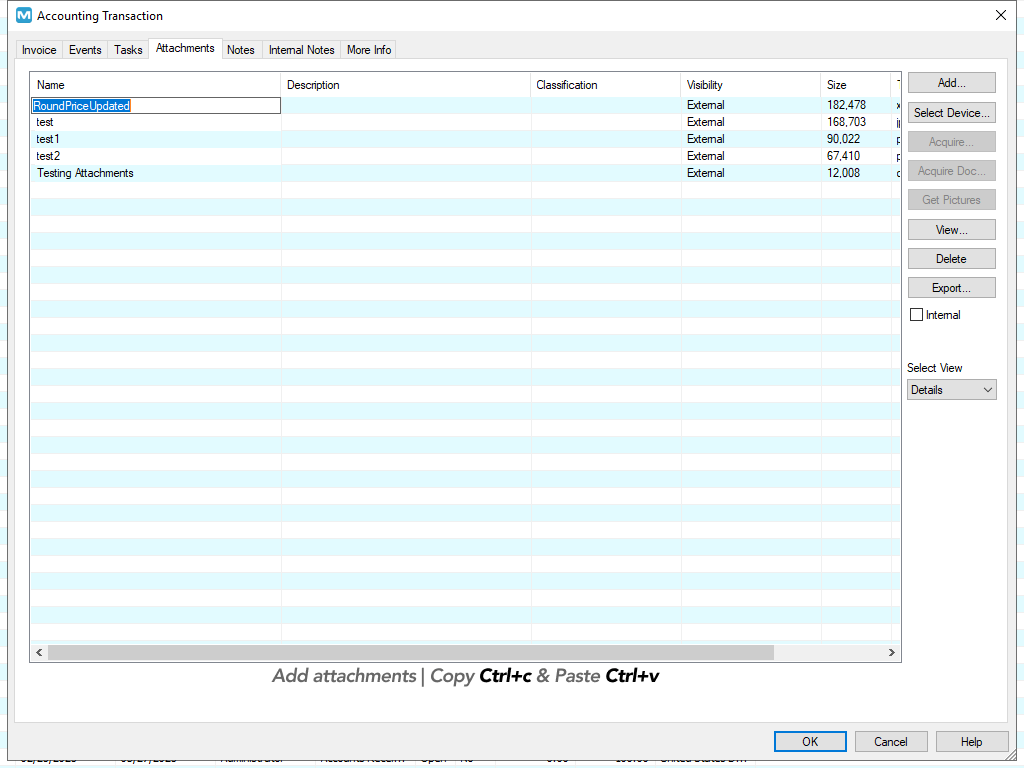 Accounting Transaction
Invoice Events Tasks Attachments Notes Internal Notes More Info
Name Description Classification Visibility Size
RoundPriceUpdated External 182,478
test External 168,703
test1 External 90,022
test2 External 67,410
Testing Attachments External 12,008
Add...
Select Device...
Acquire...
Acquire Doc...
Get Pictures
View...
Delete
Export...
Internal
Select View
Details
Add attachments | Copy Ctrl+c & Paste Ctrl+v
OK Cancel Help